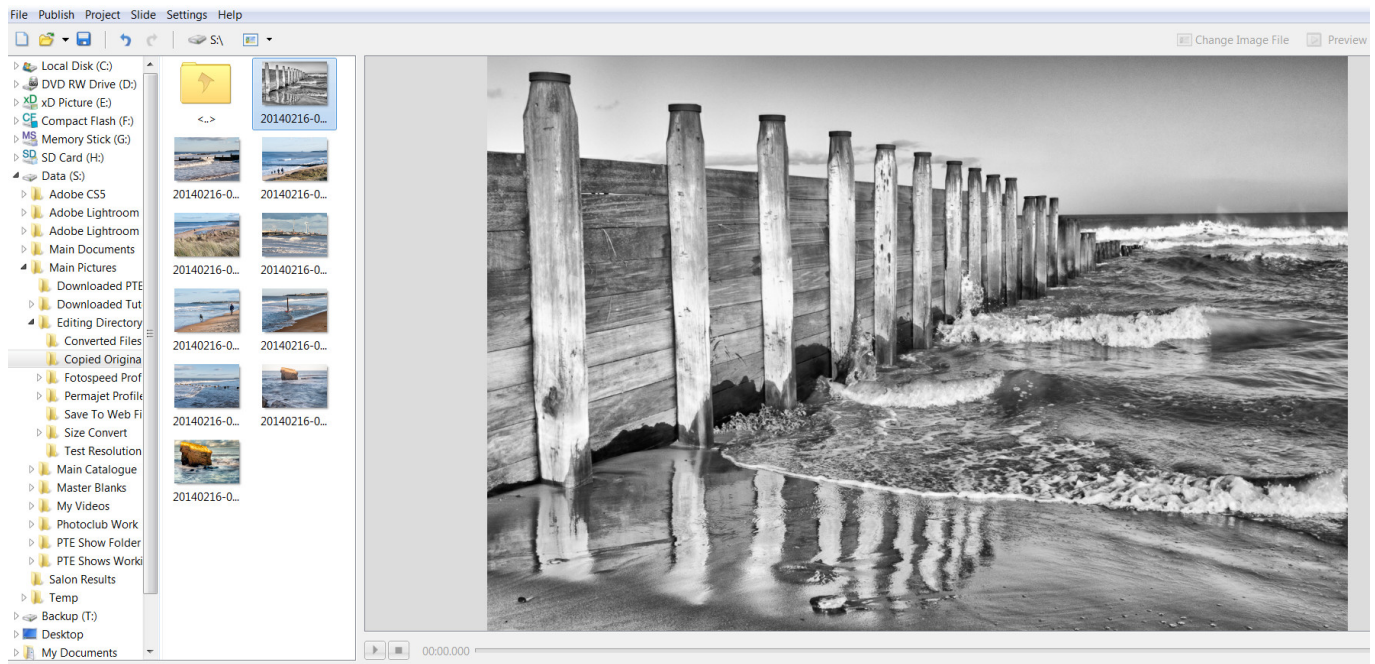 File Publish Project Slide Settings Help
S:\ Change Image File Preview
Local Disk (C:)
DVD RW Drive (D:)
xD xD Picture (E:)
CF Compact Flash (F:)
MS Memory Stick (G:)
SD SD Card (H:)
Data (S:)
Adobe CS5
Adobe Lightroom
Adobe Lightroom
Main Documents
Main Pictures
Downloaded PTE
Downloaded Tut
Editing Directory
Converted Files
Copied Origina
Fotospeed Prof
Permajet Profile
Save To Web Fi
Size Convert
Test Resolution
Main Catalogue
Master Blanks
My Videos
Photoclub Work
PTE Show Folder
PTE Shows Worki
Salon Results
Temp
Backup (T:)
Desktop
My Documents
<..> 20140216-0...
20140216-0... 20140216-0...
20140216-0... 20140216-0...
20140216-0... 20140216-0...
20140216-0... 20140216-0...
20140216-0...
00:00.000